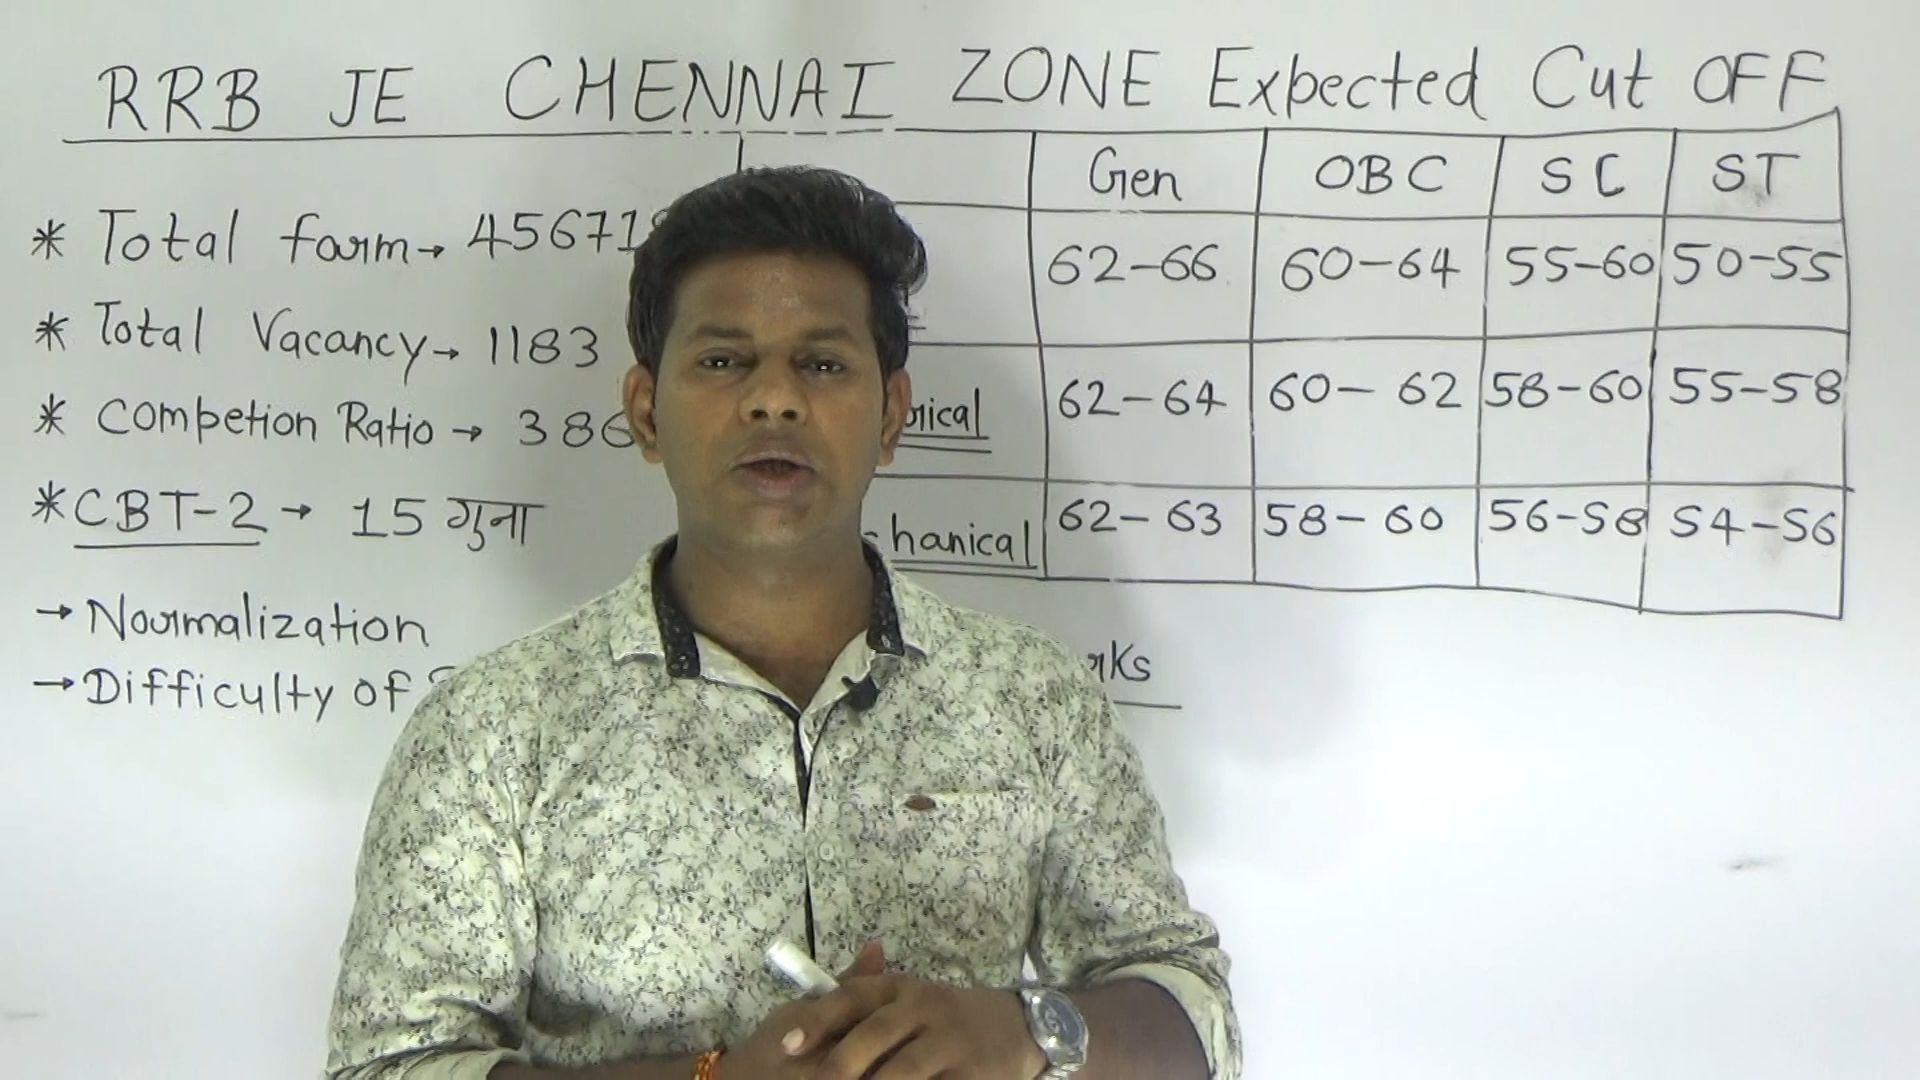 RRB JE CHENNAI ZONE Expected Cut OFF
* Total form → 45671
* Total Vacancy → 1183
* Competion Ratio → 386
* CBT-2 → 15 गुना
→ Normalization
→ Difficulty of
Gen OBC SC ST
62-66 60-64 55-60 50-55
62-64 60-62 58-60 55-58
62-63 58-60 56-58 54-56